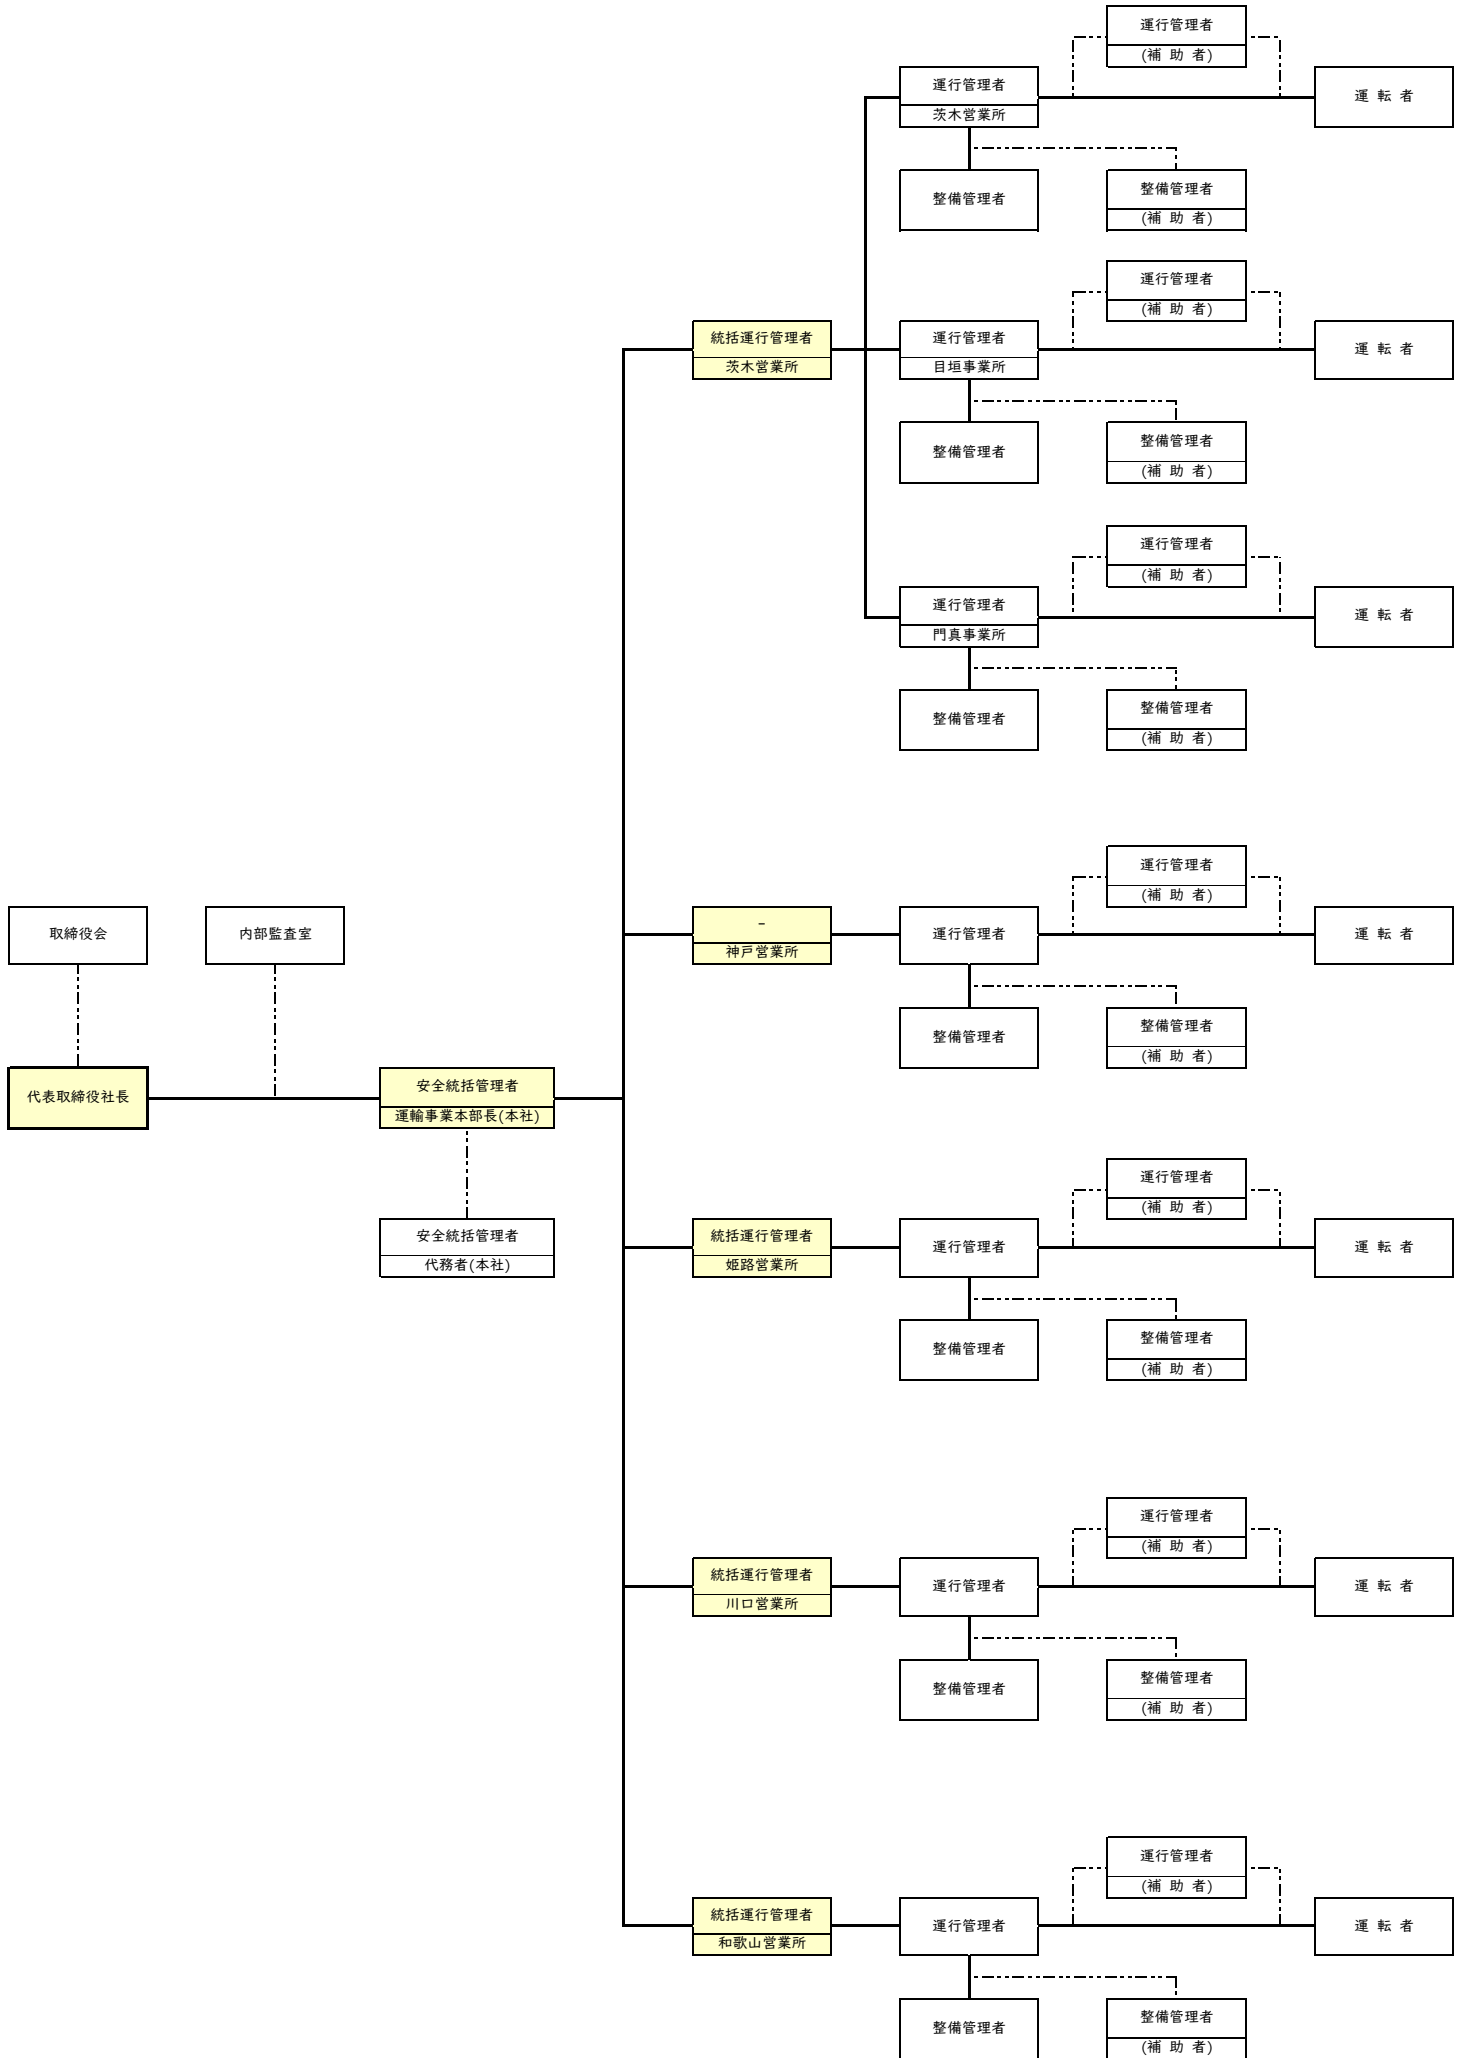 運行管理者
(補 助 者)
運行管理者
茨木営業所
運 転 者
整備管理者
整備管理者
(補 助 者)
運行管理者
(補 助 者)
統括運行管理者
茨木営業所
運行管理者
目垣事業所
運 転 者
整備管理者
整備管理者
(補 助 者)
運行管理者
(補 助 者)
運行管理者
門真事業所
運 転 者
整備管理者
整備管理者
(補 助 者)
運行管理者
(補 助 者)
取締役会
内部監査室
-
神戸営業所
運行管理者
運 転 者
整備管理者
整備管理者
(補 助 者)
代表取締役社長
安全統括管理者
運輸事業本部長(本社)
安全統括管理者
代務者(本社)
運行管理者
(補 助 者)
統括運行管理者
姫路営業所
運行管理者
運 転 者
整備管理者
整備管理者
(補 助 者)
運行管理者
(補 助 者)
統括運行管理者
川口営業所
運行管理者
運 転 者
整備管理者
整備管理者
(補 助 者)
運行管理者
(補 助 者)
統括運行管理者
和歌山営業所
運行管理者
運 転 者
整備管理者
整備管理者
(補 助 者)